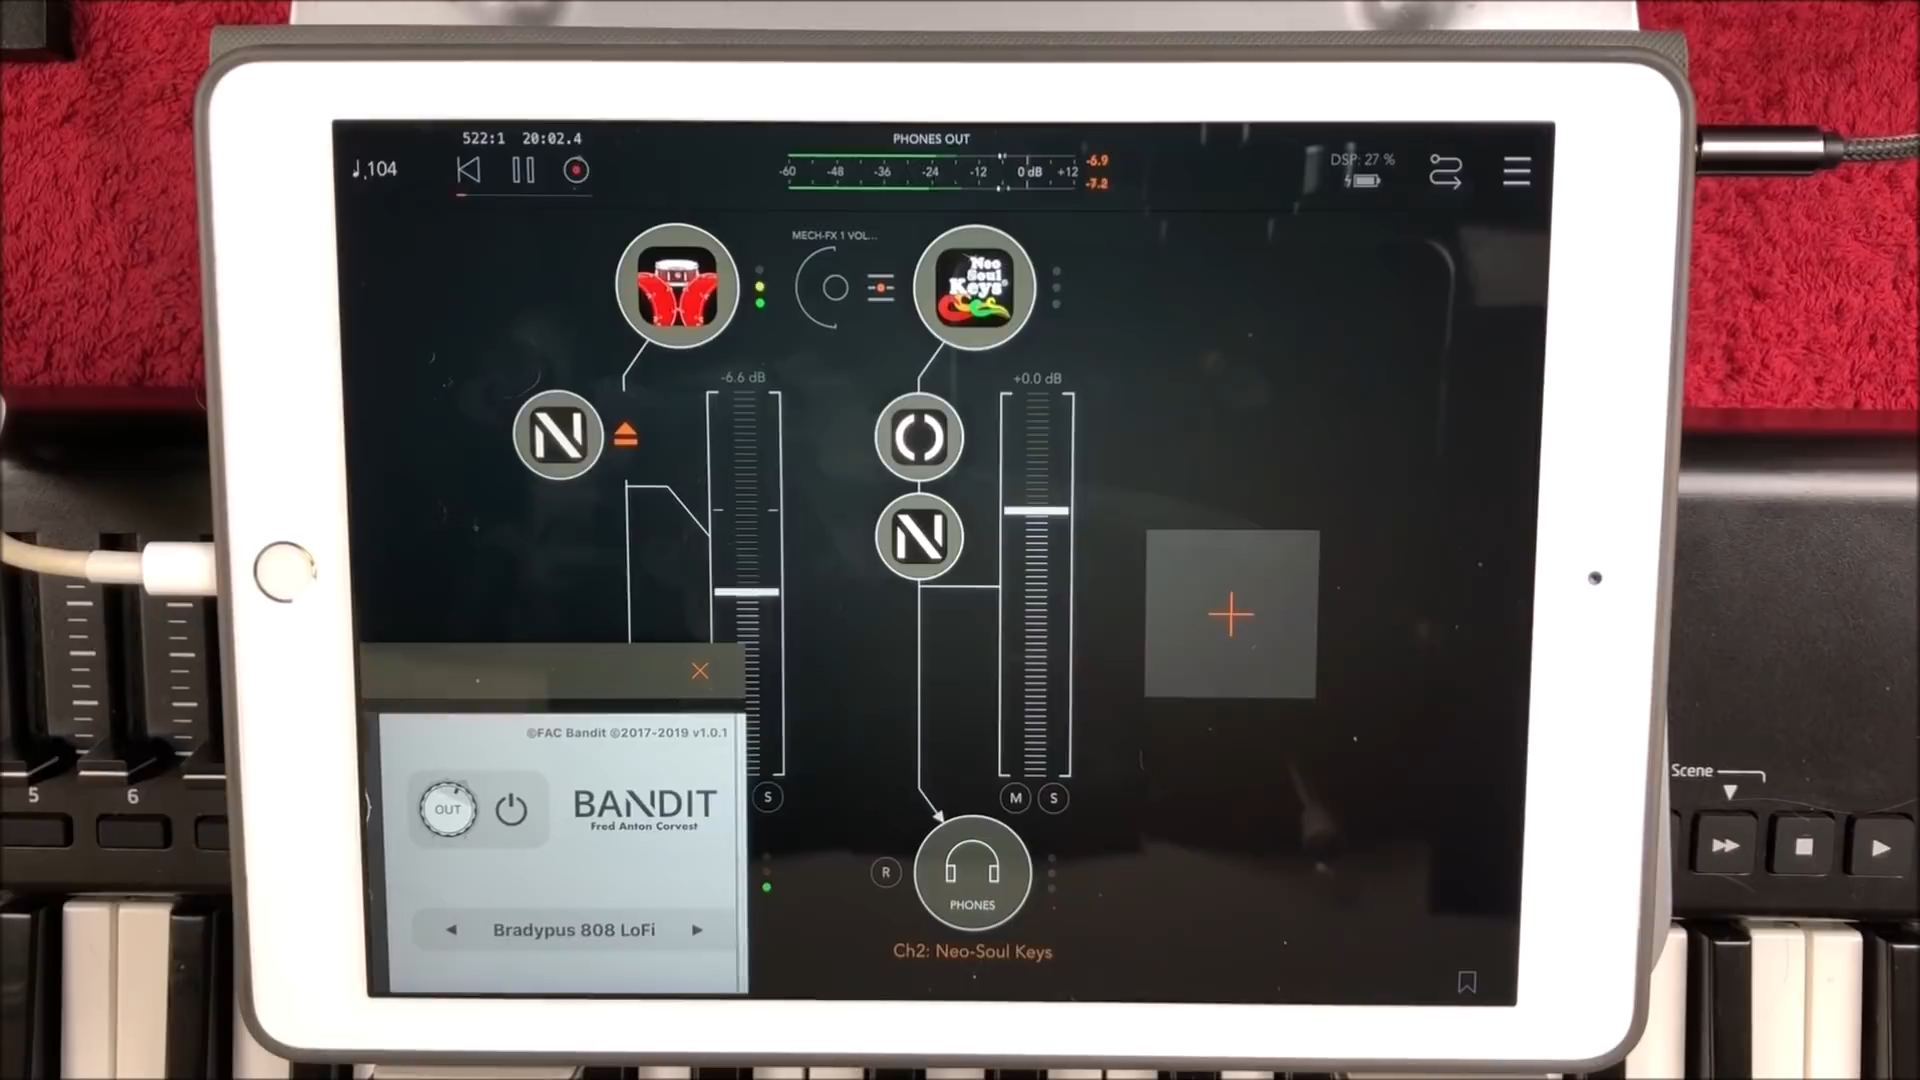 522:1 20:02.4
PHONES OUT
♩.104
-60 -48 -36 -24 -12 0 dB +12
-6.9
-7.2
DSP: 27 %
MECH-FX 1 VOL...
Neo
Soul
Keys
-6.6 dB
+0.0 dB
N
N
©FAC Bandit ©2017-2019 v1.0.1
OUT
BANDIT
Fred Anton Corvest
Bradypus 808 LoFi
S
M S
R
PHONES
Ch2: Neo-Soul Keys
Scene
5 6